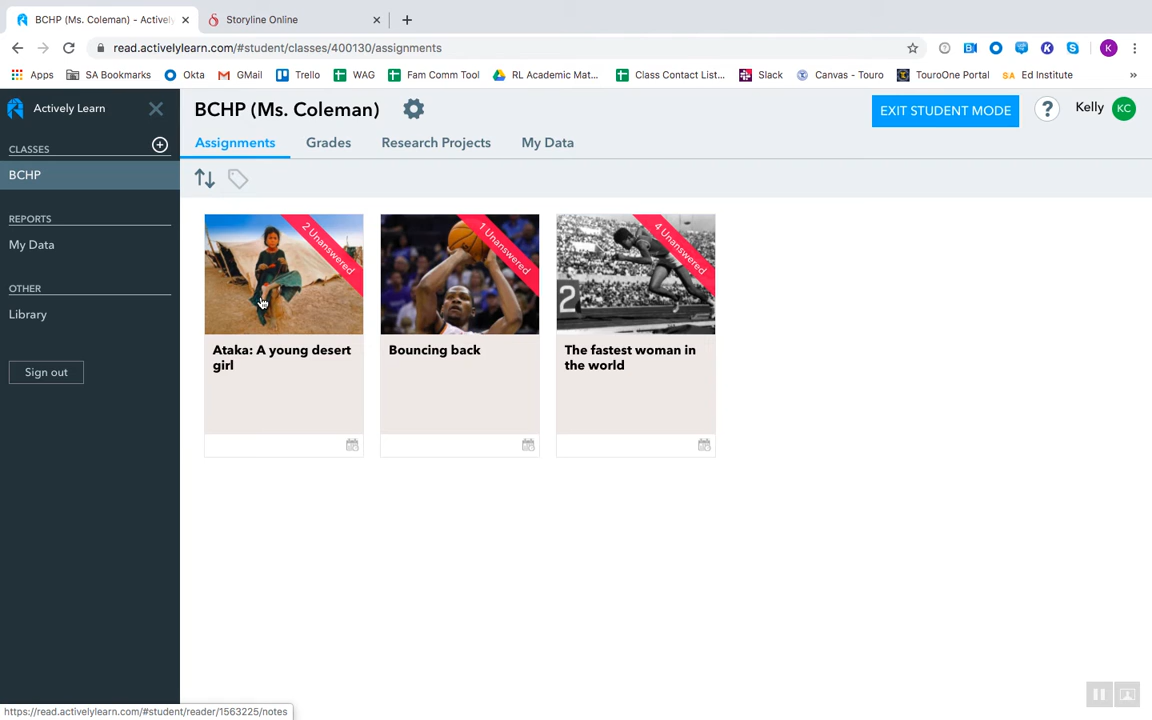 BCHP (Ms. Coleman) - Actively
Storyline Online
read.activelylearn.com/#student/classes/400130/assignments
K
Apps
SA Bookmarks
Okta
GMail
Trello
WAG
Fam Comm Tool
RL Academic Mat...
Class Contact List...
Slack
Canvas - Touro
TouroOne Portal
SA Ed Institute
»
Actively Learn
CLASSES
BCHP
REPORTS
My Data
OTHER
Library
Sign out
BCHP (Ms. Coleman)
EXIT STUDENT MODE
?
Kelly KC
Assignments
Grades
Research Projects
My Data
2 Unanswered
1 Unanswered
4 Unanswered
2
Ataka: A young desert
girl
Bouncing back
The fastest woman in
the world
https://read.activelylearn.com/#student/reader/1563225/notes